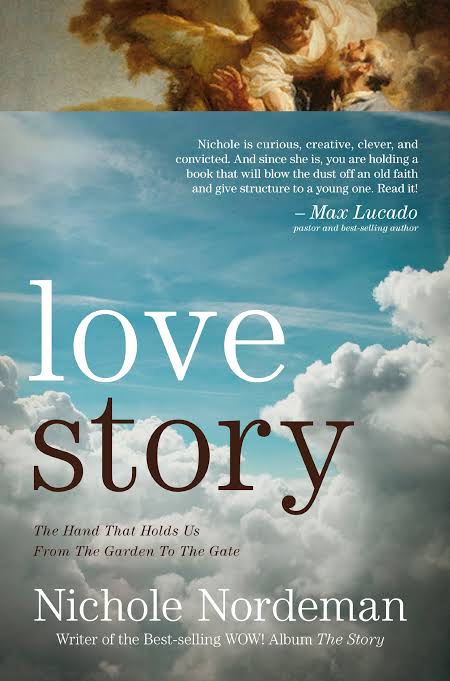 Nichole is curious, creative, clever, and
convicted. And since she is, you are holding a
book that will blow the dust off an old faith
and give structure to a young one. Read it!
– Max Lucado
pastor and best-selling author
love
story
The Hand That Holds Us
From The Garden To The Gate
Nichole Nordeman
Writer of the Best-selling WOW! Album The Story